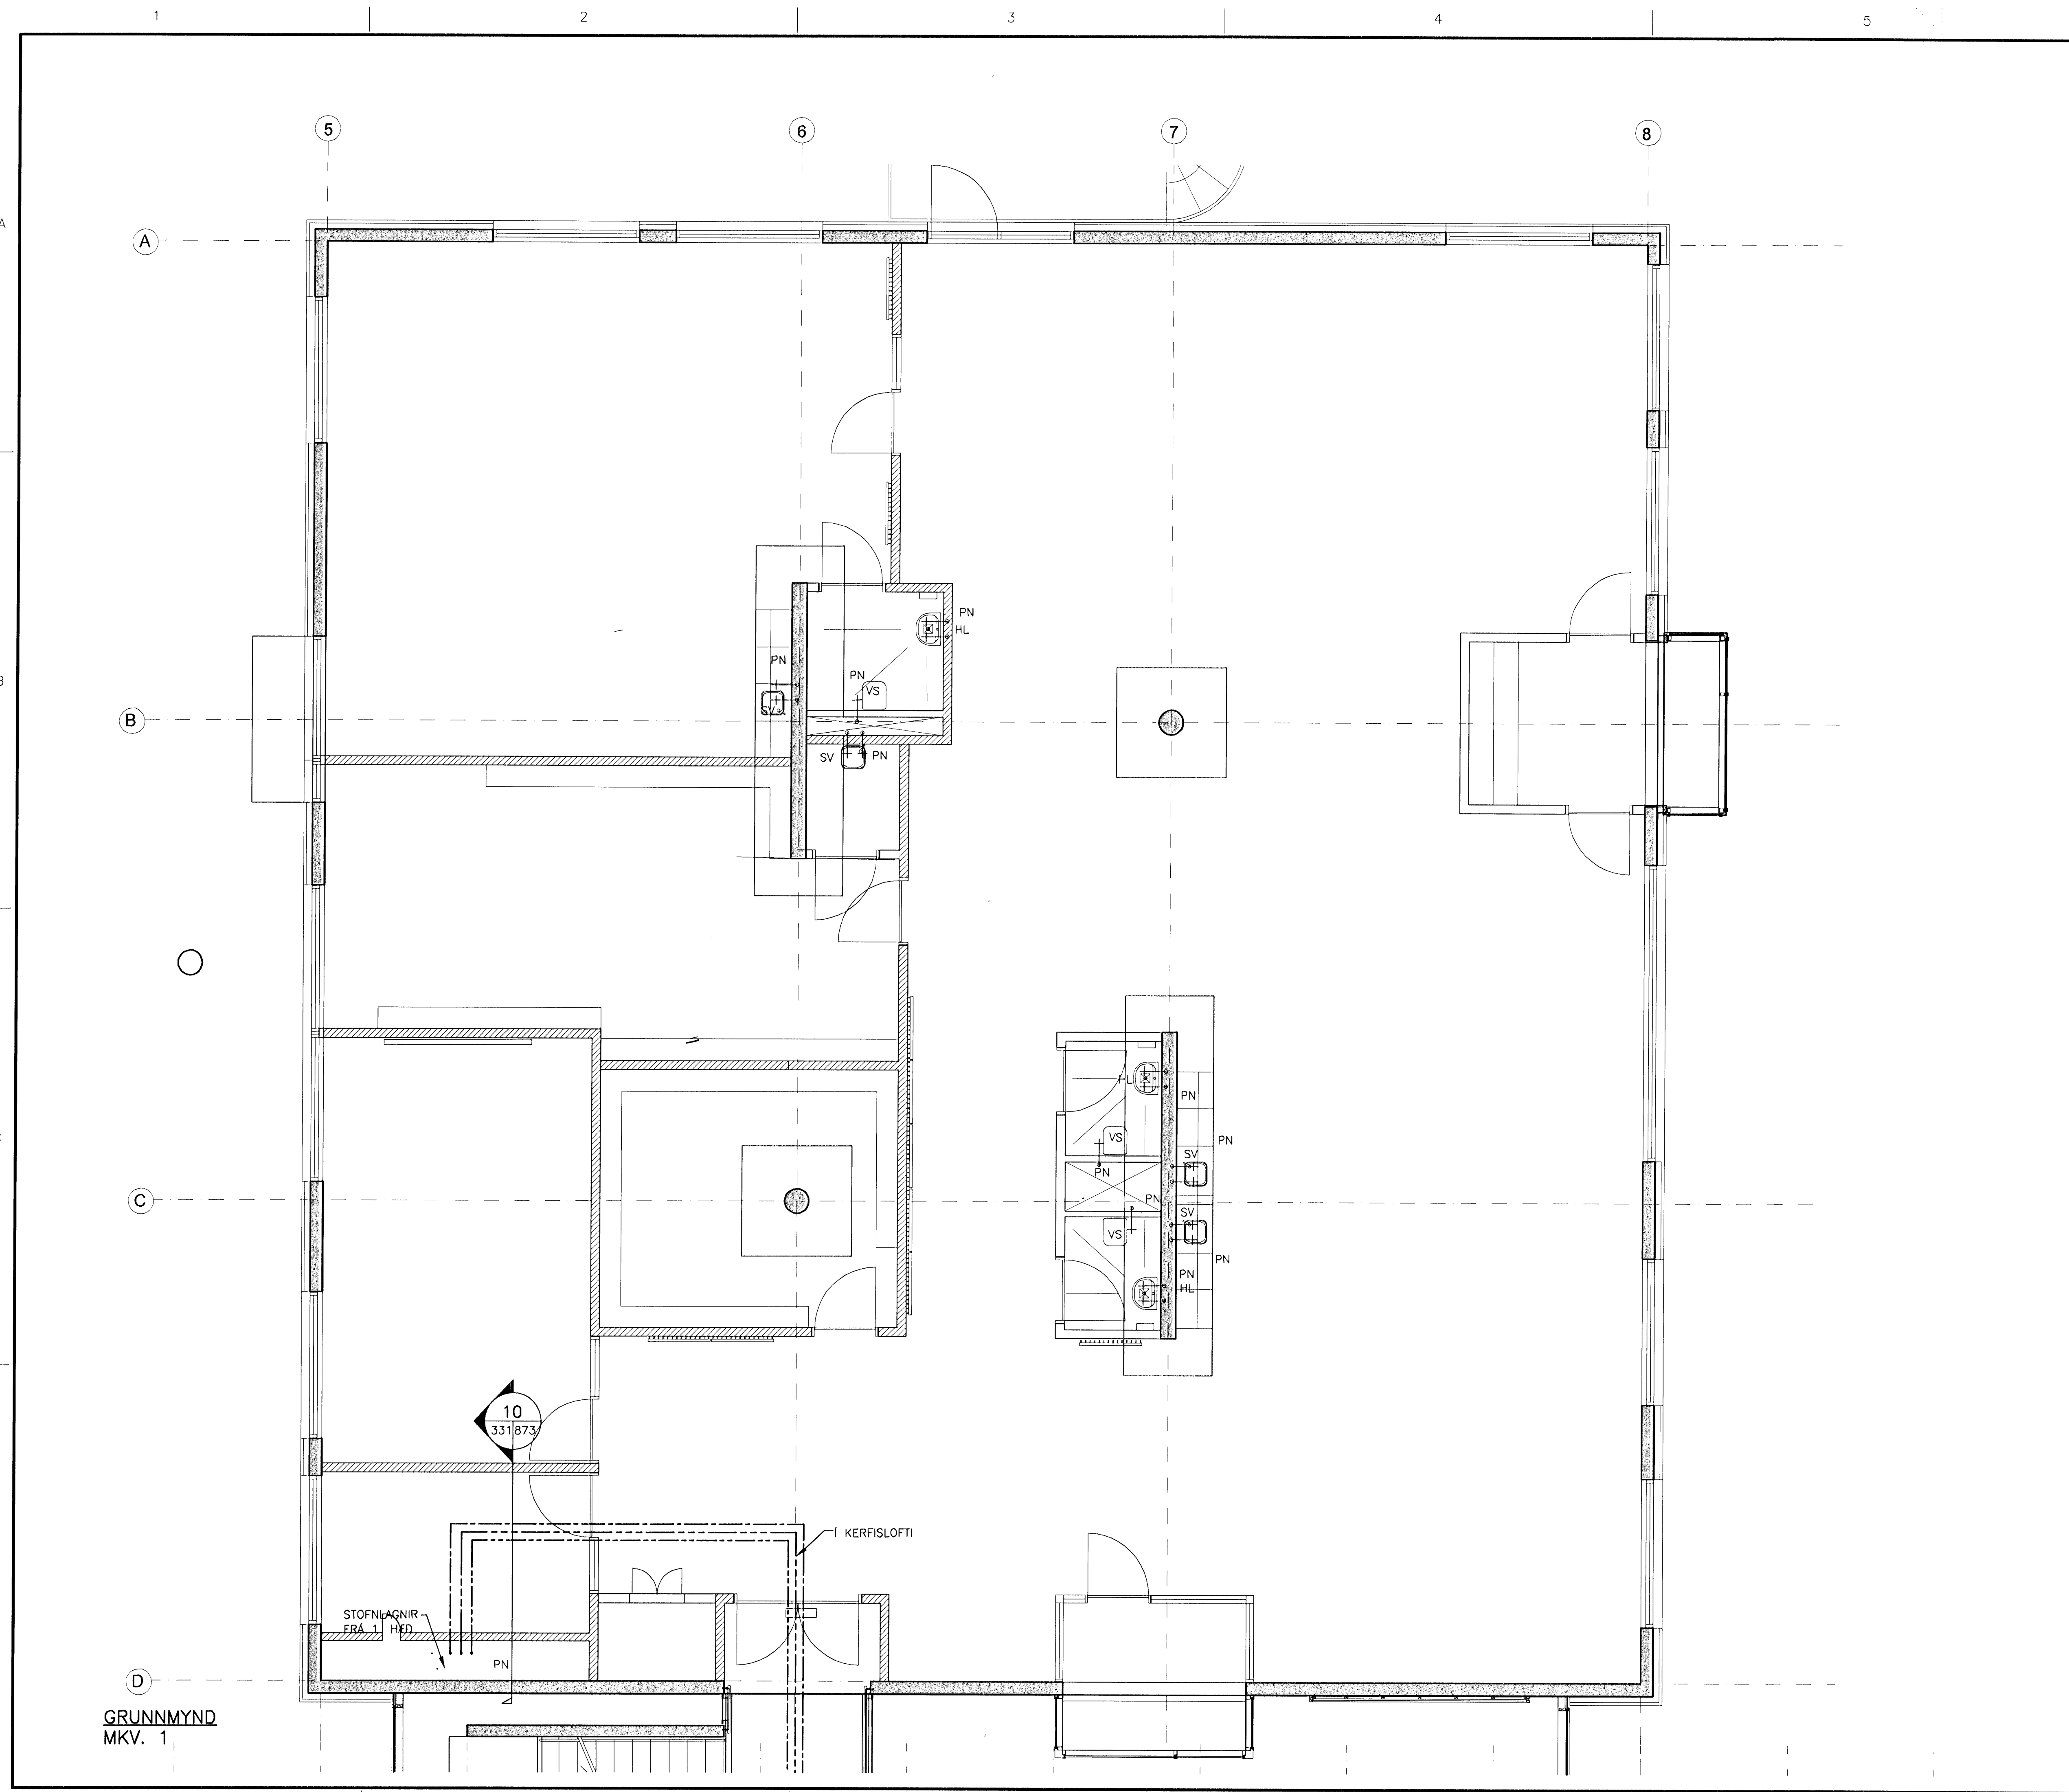 1
2
3
4
5
5
6
7
8
A
A
PN
HL
PN
PN
VS
B
B
SV
SV
PN
HL
PN
VS
PN
SV
PN
C
PN
SV
VS
PN
PN
HL
10
331873
Í KERFISLOFTI
STOFNLAGNIR
FRÁ 1. HÆÐ
PN
D
GRUNNMYND
MKV. 1